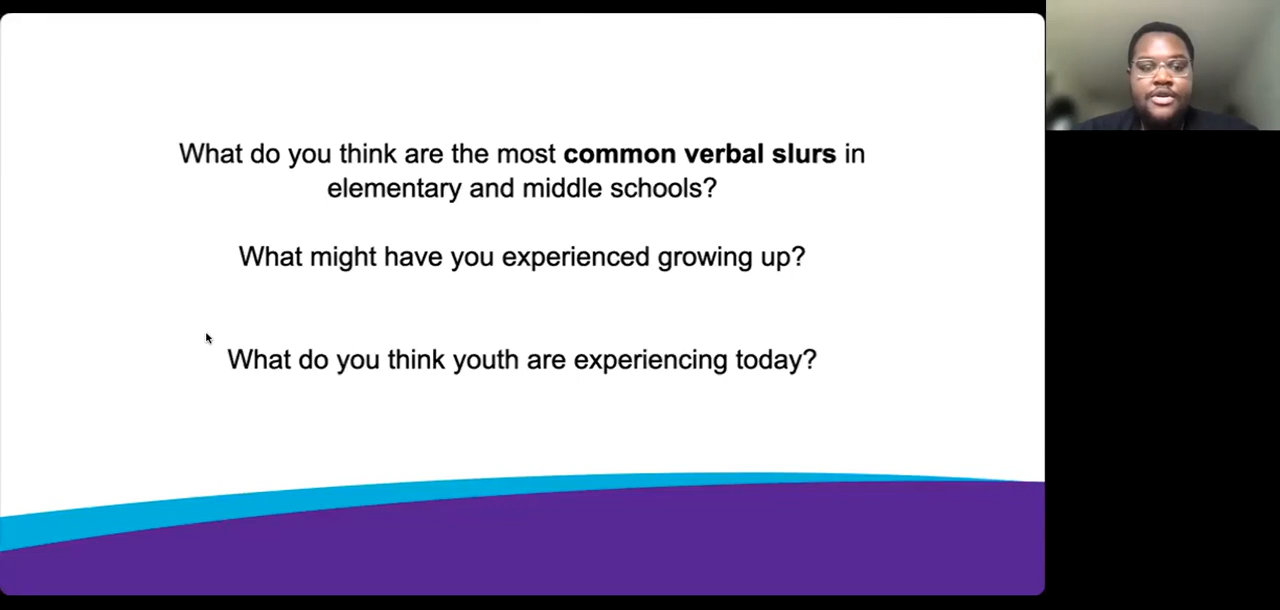 What do you think are the most common verbal slurs in
elementary and middle schools?
What might have you experienced growing up?
What do you think youth are experiencing today?